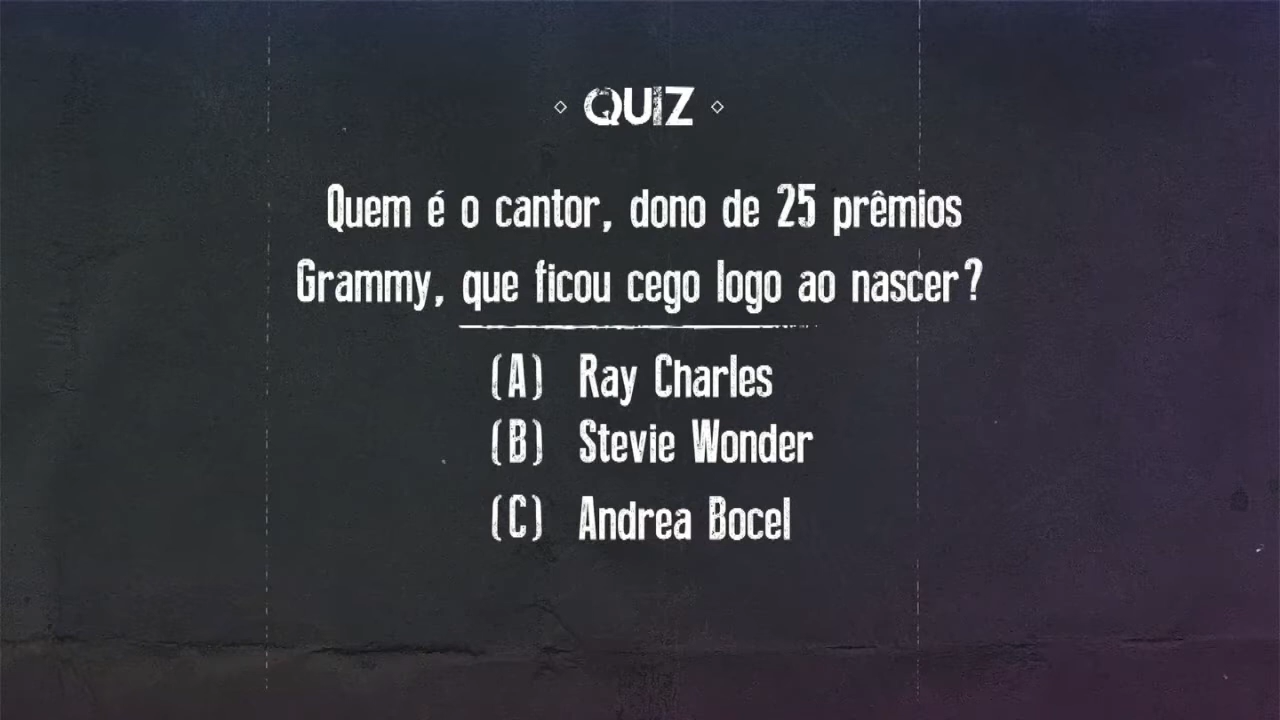 QUIZ
Quem é o cantor, dono de 25 prêmios
Grammy, que ficou cego logo ao nascer?
(A) Ray Charles
(B) Stevie Wonder
(C) Andrea Bocel